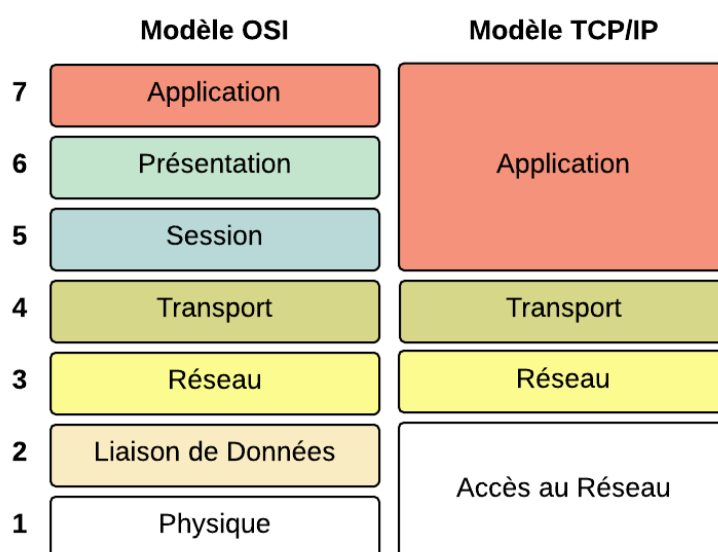 Modèle OSI
Modèle TCP/IP
7
Application
6
Présentation
Application
5
Session
4
Transport
Transport
3
Réseau
Réseau
2
Liaison de Données
Accès au Réseau
1
Physique